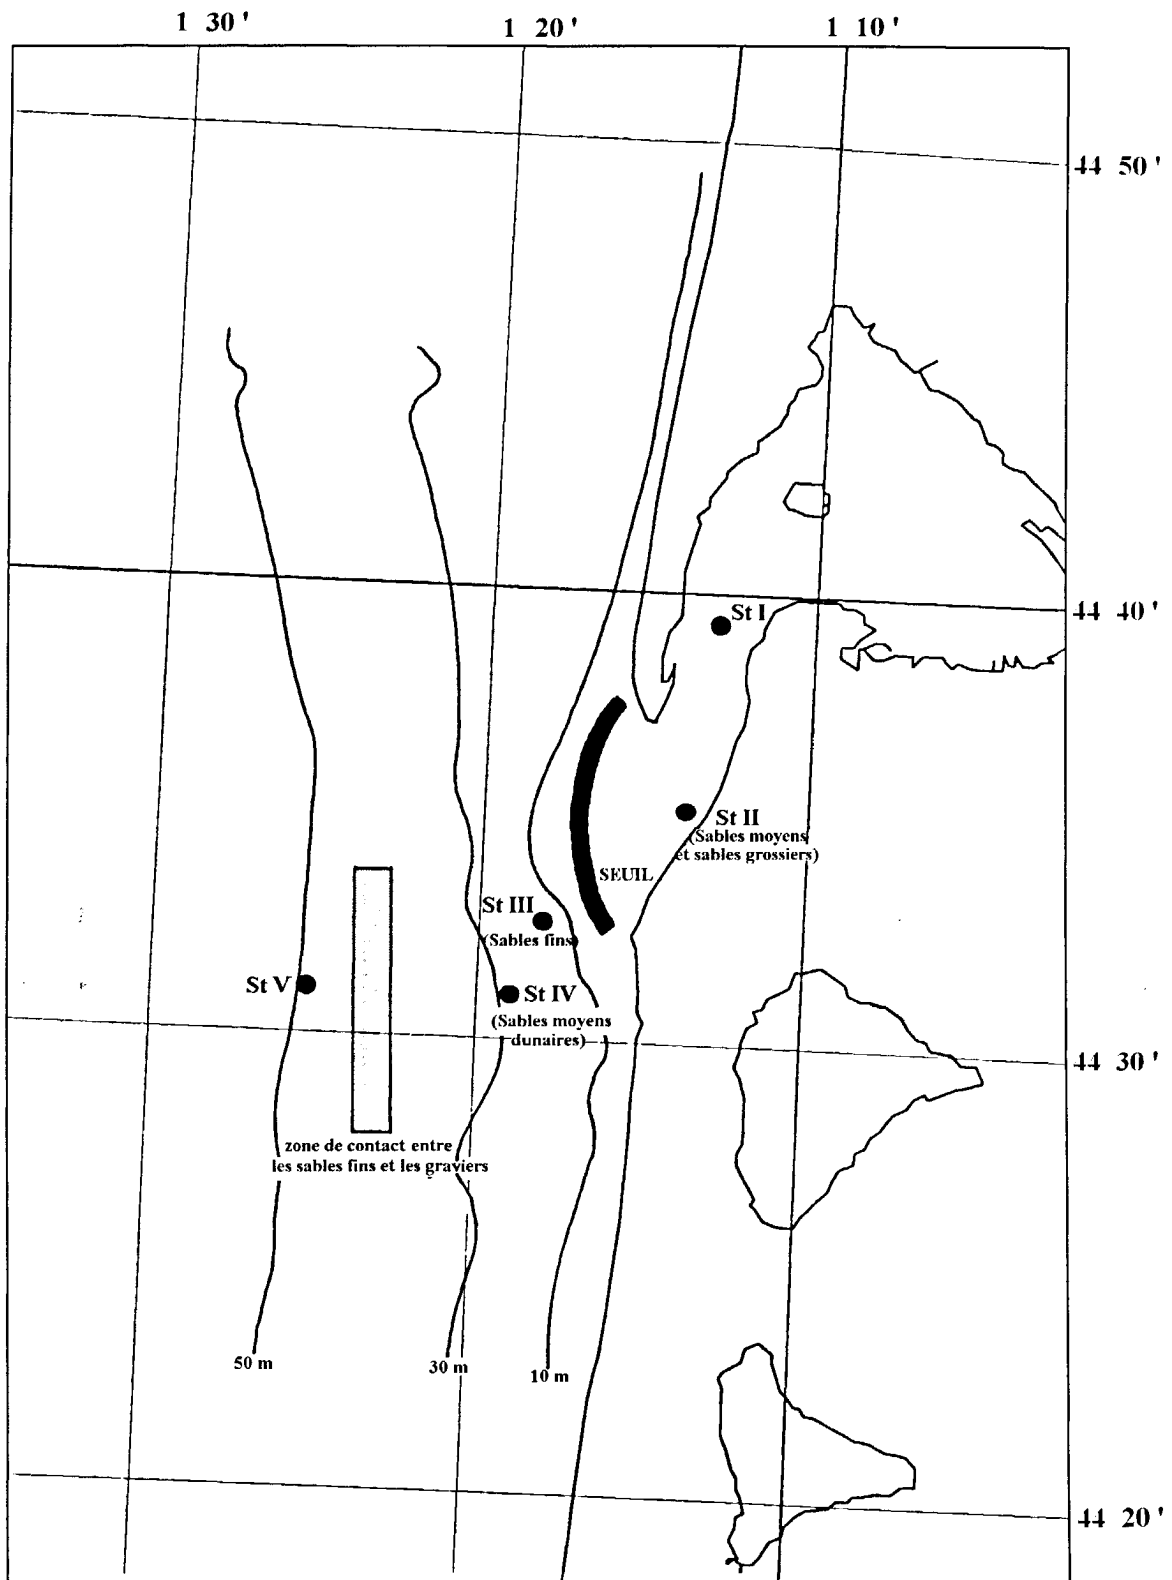 1 30 '
1 20 '
1 10 '
44 50 '
44 40 '
St I
St II
(Sables moyens
et sables grossiers)
SEUIL
St III
(Sables fins)
St V
St IV
(Sables moyens
dunaires)
44 30 '
zone de contact entre
les sables fins et les graviers
50 m
30 m
10 m
44 20 '